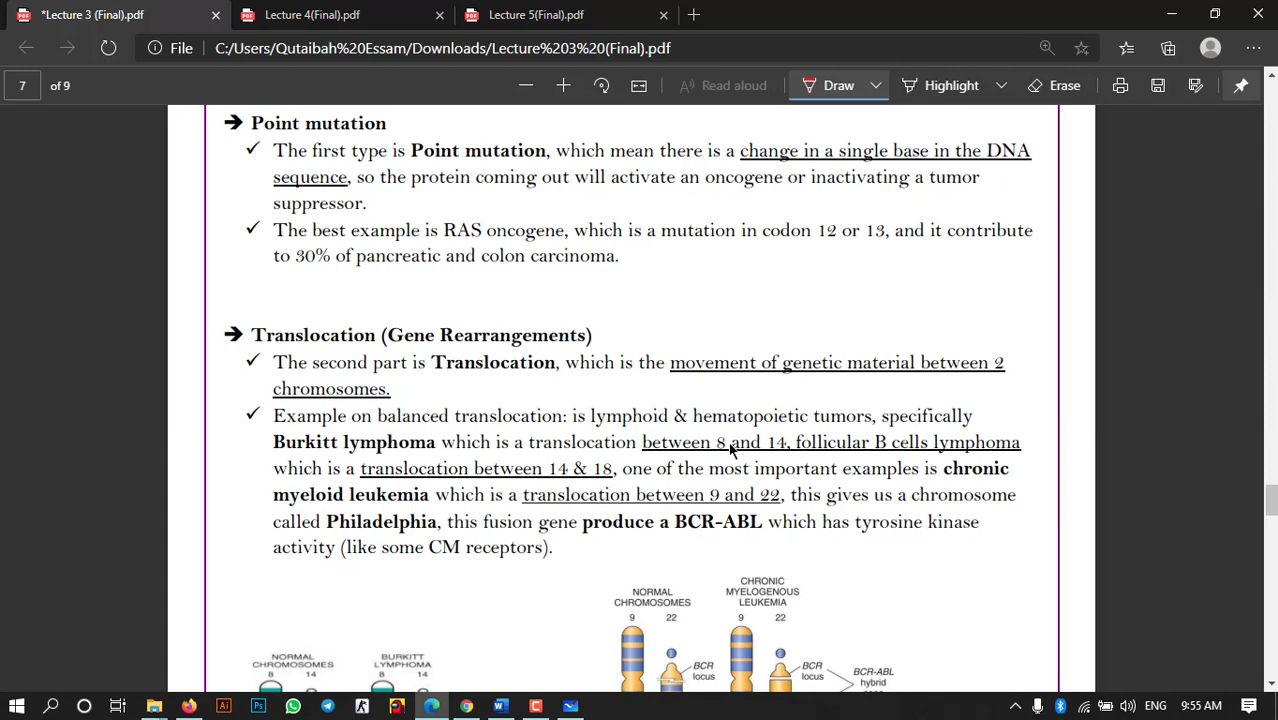 *Lecture 3 (Final).pdf
Lecture 4(Final).pdf
Lecture 5(Final).pdf
File
C:/Users/Qutaibah%20Essam/Downloads/Lecture%203%20(Final).pdf
7 of 9
Read aloud
Draw
Highlight
Erase
Point mutation
The first type is Point mutation, which mean there is a change in a single base in the DNA
sequence, so the protein coming out will activate an oncogene or inactivating a tumor
suppressor.
The best example is RAS oncogene, which is a mutation in codon 12 or 13, and it contribute
to 30% of pancreatic and colon carcinoma.
Translocation (Gene Rearrangements)
The second part is Translocation, which is the movement of genetic material between 2
chromosomes.
Example on balanced translocation: is lymphoid & hematopoietic tumors, specifically
Burkitt lymphoma which is a translocation between 8 and 14, follicular B cells lymphoma
which is a translocation between 14 & 18, one of the most important examples is chronic
myeloid leukemia which is a translocation between 9 and 22, this gives us a chromosome
called Philadelphia, this fusion gene produce a BCR-ABL which has tyrosine kinase
activity (like some CM receptors).
NORMAL
CHROMOSOMES
9 22
CHRONIC
MYELOGENOUS
LEUKEMIA
9 22
NORMAL
CHROMOSOMES
8 14
BURKITT
LYMPHOMA
8 14
BCR
locus
BCR
locus
BCR-ABL
hybrid
ENG
9:55 AM